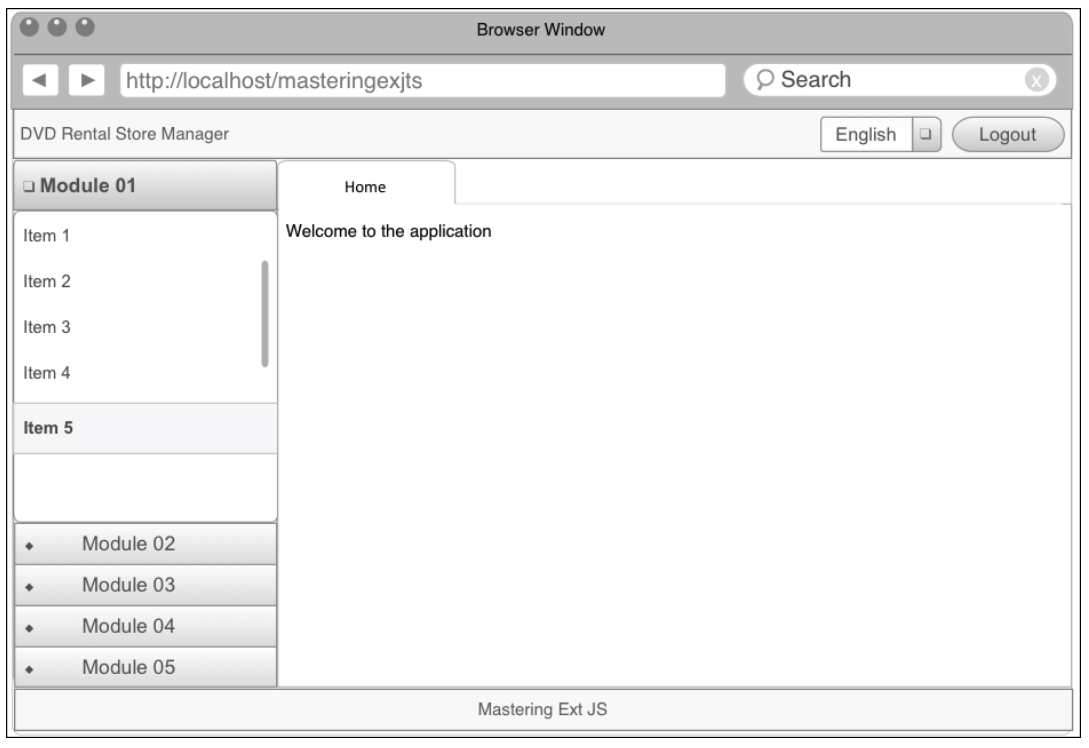 Browser Window
http://localhost/masteringexjts
Search
x
DVD Rental Store Manager
English
Logout
Module 01
Home
Item 1
Welcome to the application
Item 2
Item 3
Item 4
Item 5
Module 02
Module 03
Module 04
Module 05
Mastering Ext JS